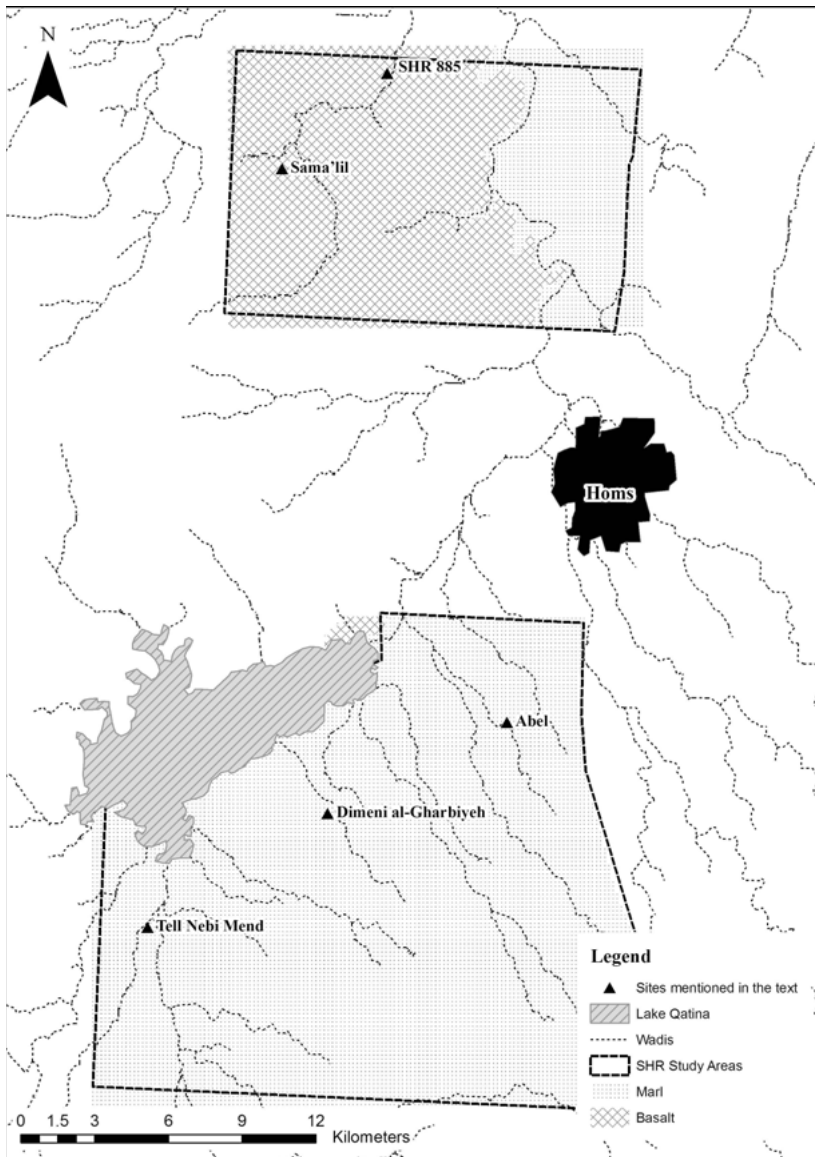 N
SHR 885
Sama'lil
Homs
Abel
Dimeni al-Gharbiyeh
Tell Nebi Mend
Legend
Sites mentioned in the text
Lake Qatina
Wadis
SHR Study Areas
Marl
Basalt
0 1.5 3 6 9 12
Kilometers